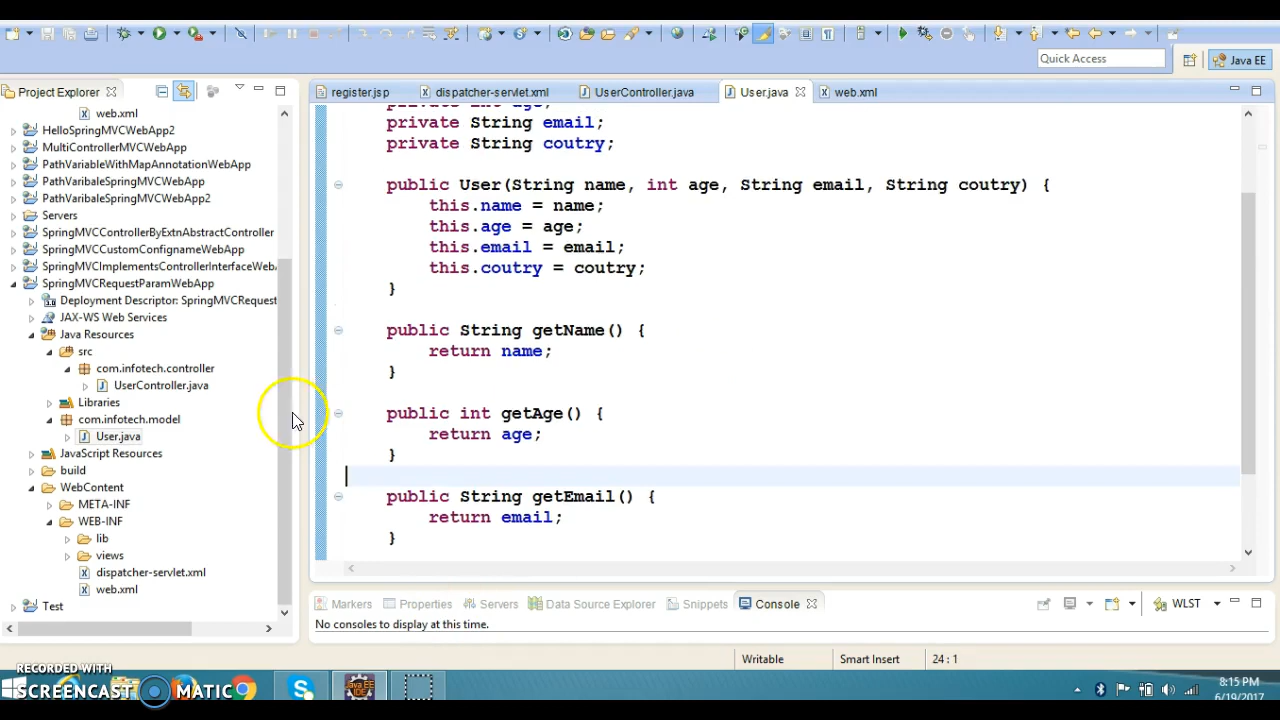 Quick Access
Java EE
Project Explorer
web.xml
HelloSpringMVCWebApp2
MultiControllerMVCWebApp
PathVariableWithMapAnnotationWebApp
PathVaribaleSpringMVCWebApp
PathVaribaleSpringMVCWebApp2
Servers
SpringMVCControllerByExtnAbstractController
SpringMVCCustomConfignameWebApp
SpringMVCImplementsControllerInterfaceWebA
SpringMVCRequestParamWebApp
Deployment Descriptor: SpringMVCRequest
JAX-WS Web Services
Java Resources
src
com.infotech.controller
UserController.java
Libraries
com.infotech.model
User.java
JavaScript Resources
build
WebContent
META-INF
WEB-INF
lib
views
dispatcher-servlet.xml
web.xml
Test
register.jsp dispatcher-servlet.xml UserController.java User.java web.xml
private int age;
private String email;
private String coutry;
public User(String name, int age, String email, String coutry) {
this.name = name;
this.age = age;
this.email = email;
this.coutry = coutry;
}
public String getName() {
return name;
}
public int getAge() {
return age;
}
public String getEmail() {
return email;
}
Markers Properties Servers Data Source Explorer Snippets Console WLST
No consoles to display at this time.
Writable Smart Insert 24 : 1
RECORDED WITH
SCREENCAST MATIC
8:15 PM
6/19/2017